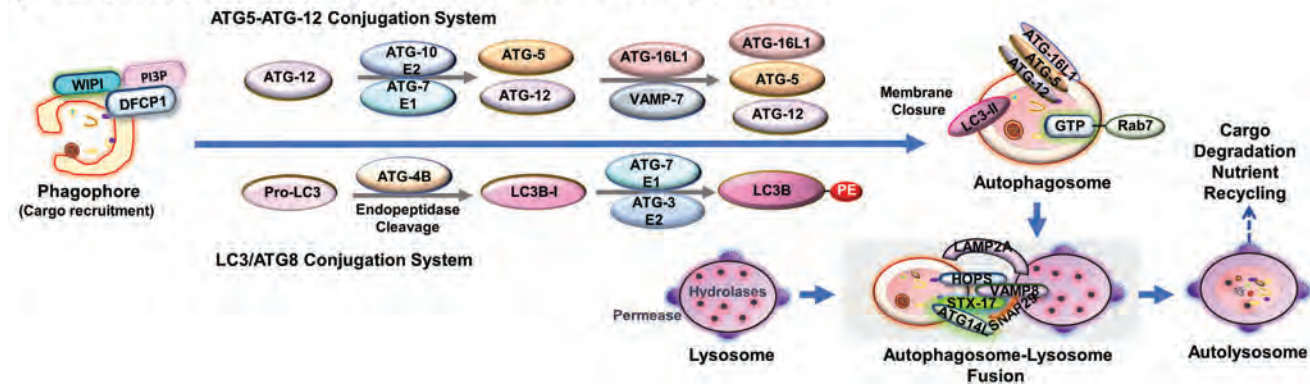 ATG5-ATG-12 Conjugation System
WIPI
PI3P
DFCP1
Phagophore
(Cargo recruitment)
ATG-12
ATG-10
E2
ATG-7
E1
ATG-5
ATG-12
ATG-16L1
VAMP-7
ATG-16L1
ATG-5
ATG-12
Membrane
Closure
ATG-16L1
ATG-5
ATG-12
LC3-II
GTP
Rab7
Autophagosome
Cargo
Degradation
Nutrient
Recycling
Pro-LC3
ATG-4B
Endopeptidase
Cleavage
LC3B-I
ATG-7
E1
ATG-3
E2
LC3B
PE
LC3/ATG8 Conjugation System
Hydrolases
Permease
Lysosome
LAMP2A
HOPS
VAMP8
STX-17
SNAP29
ATG14L
Autophagosome-Lysosome
Fusion
Autolysosome